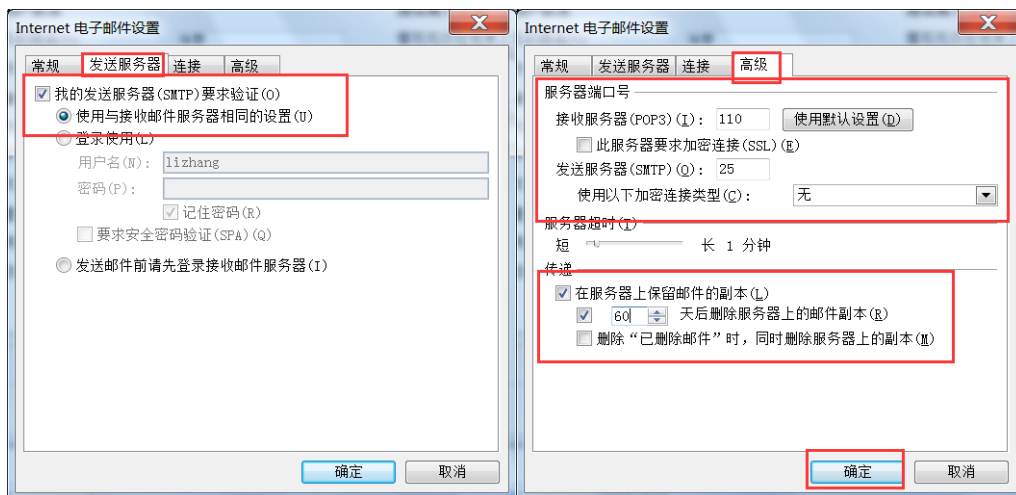 Internet 电子邮件设置
常规 发送服务器 连接 高级
我的发送服务器(SMTP)要求验证(O)
使用与接收邮件服务器相同的设置(U)
登录使用(L)
用户名(N): lizhang
密码(P):
记住密码(R)
要求安全密码验证(SPA)(Q)
发送邮件前请先登录接收邮件服务器(I)
确定 取消
Internet 电子邮件设置
常规 发送服务器 连接 高级
服务器端口号
接收服务器(POP3)(I): 110 使用默认设置(D)
此服务器要求加密连接(SSL)(E)
发送服务器(SMTP)(O): 25
使用以下加密连接类型(C): 无
服务器超时(T)
短 长 1 分钟
传递
在服务器上保留邮件的副本(L)
60 天后删除服务器上的邮件副本(R)
删除“已删除邮件”时，同时删除服务器上的副本(M)
确定 取消